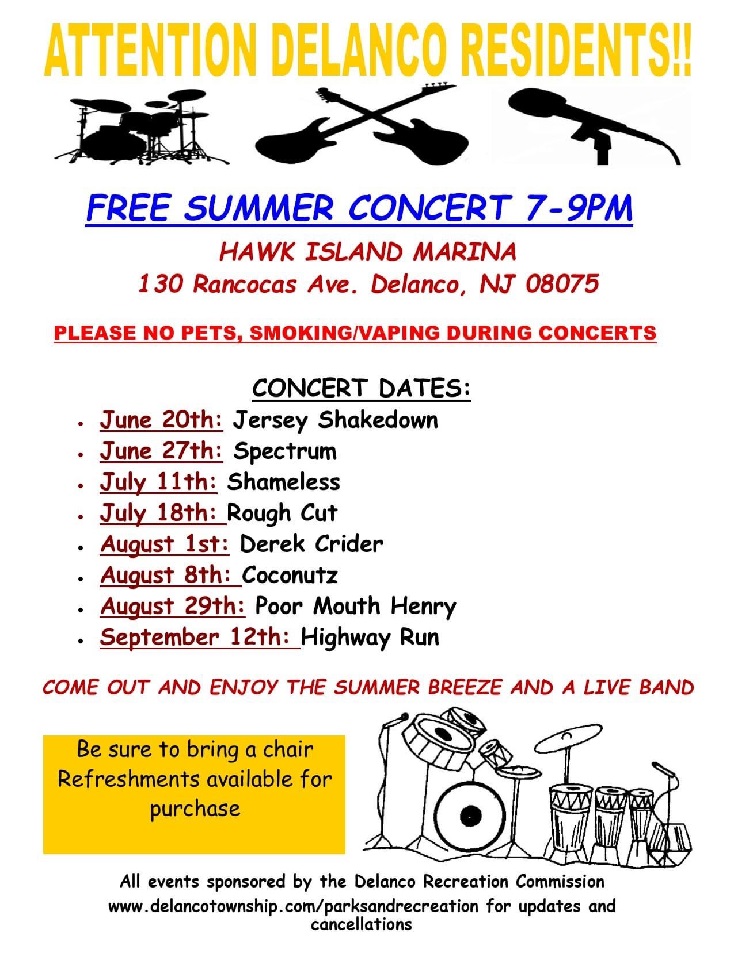 ATTENTION DELANCO RESIDENTS!!
FREE SUMMER CONCERT 7-9PM
HAWK ISLAND MARINA
130 Rancocas Ave. Delanco, NJ 08075
PLEASE NO PETS, SMOKING/VAPING DURING CONCERTS
CONCERT DATES:
• June 20th: Jersey Shakedown
• June 27th: Spectrum
• July 11th: Shameless
• July 18th: Rough Cut
• August 1st: Derek Crider
• August 8th: Coconutz
• August 29th: Poor Mouth Henry
• September 12th: Highway Run
COME OUT AND ENJOY THE SUMMER BREEZE AND A LIVE BAND
Be sure to bring a chair
Refreshments available for
purchase
All events sponsored by the Delanco Recreation Commission
www.delancotownship.com/parksandrecreation for updates and
cancellations